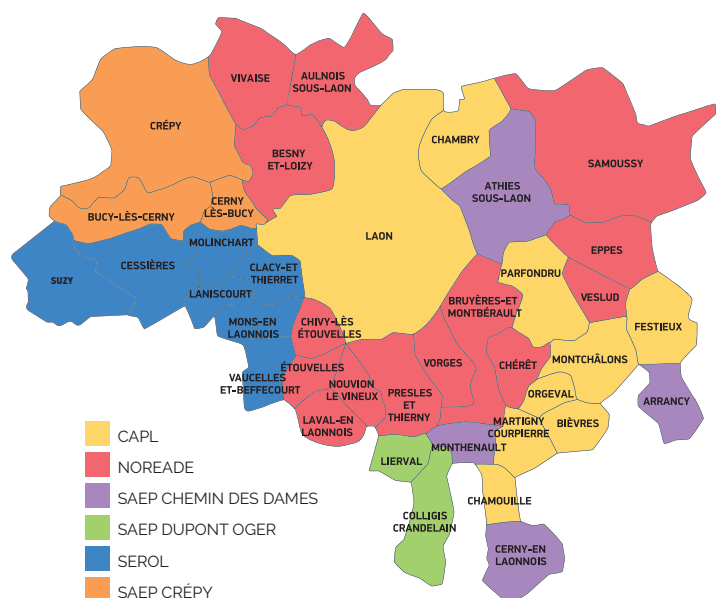 VIVAISE
AULNOIS
SOUS-LAON
CRÉPY
CHAMBRY
BESNY
ET-LOIZY
SAMOUSSY
ATHIES
SOUS-LAON
CERNY
LÈS-BUCY
BUCY-LÈS-CERNY
LAON
MOLINCHART
EPPES
CESSIÈRES
SUZY
CLACY-ET
THIERRET
PARFONDRU
LANISCOURT
BRUYÈRES-ET
MONTBÉRAULT
VESLUD
MONS-EN
LAONNOIS
CHIVY-LÈS
ÉTOUVELLES
FESTIEUX
MONTCHÂLONS
VORGES
CHÉRÊT
ÉTOUVELLES
VAUCELLES
ET-BEFFECOURT
NOUVION
LE VINEUX
PRESLES
ET
THIERNY
ORGEVAL
ARRANCY
LAVAL-EN
LAONNOIS
MARTIGNY
COURPIERRE
BIÈVRES
MONTHENAULT
LIERVAL
CHAMOUILLE
COLLIGIS
CRANDELAIN
CERNY-EN
LAONNOIS
CAPL
NOREADE
SAEP CHEMIN DES DAMES
SAEP DUPONT OGER
SEROL
SAEP CRÉPY